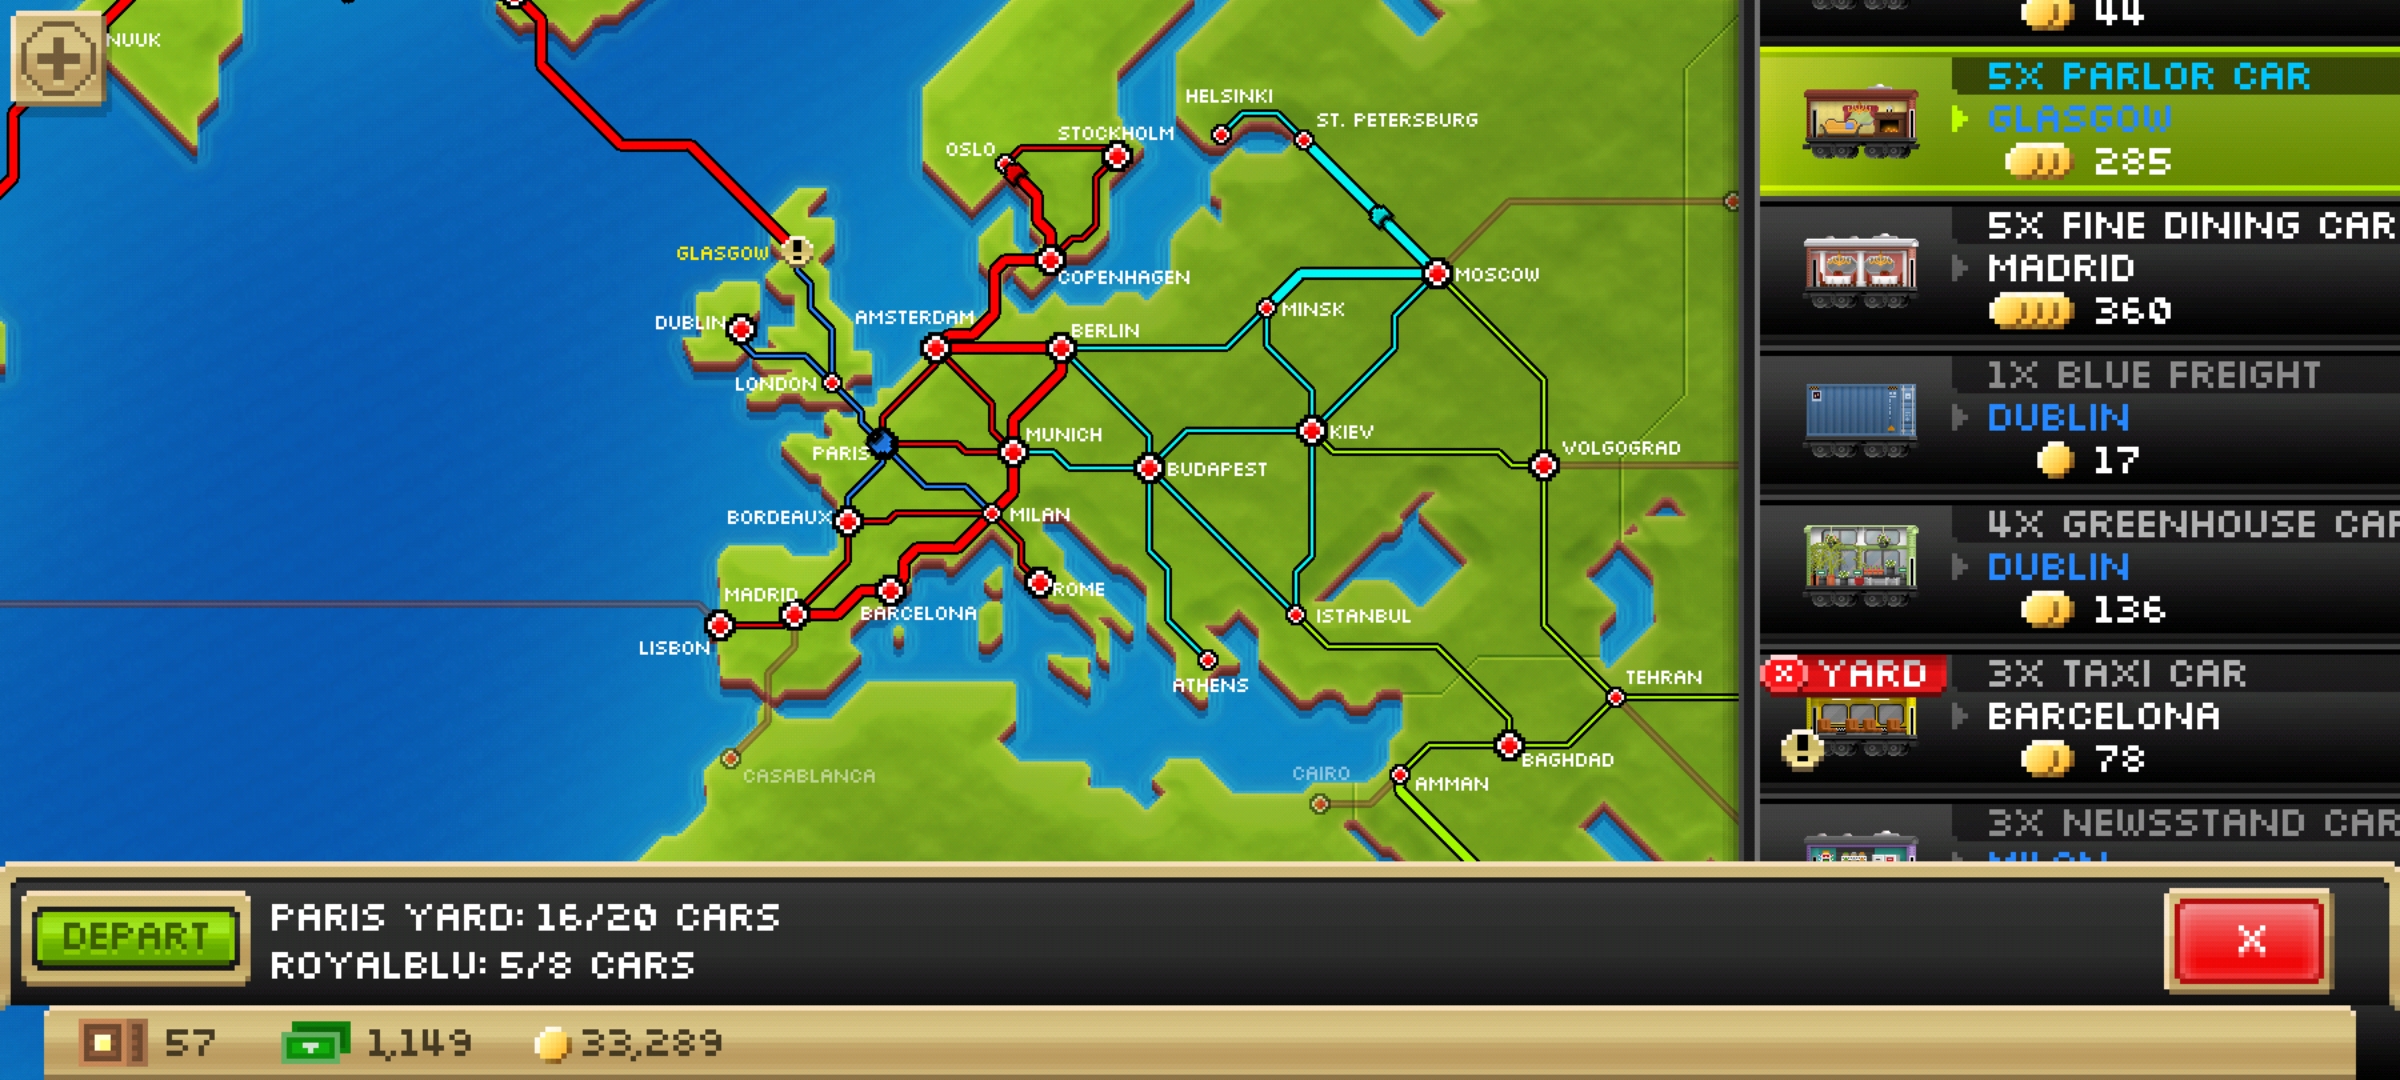 NUUK
HELSINKI
ST. PETERSBURG
STOCKHOLM
OSLO
GLASGOW
COPENHAGEN
MOSCOW
DUBLIN
AMSTERDAM
BERLIN
MINSK
LONDON
PARIS
MUNICH
KIEV
BUDAPEST
VOLGOGRAD
BORDEAUX
MILAN
MADRID
BARCELONA
ROME
ISTANBUL
LISBON
ATHENS
TEHRAN
CASABLANCA
CAIRO
AMMAN
BAGHDAD
44
5X PARLOR CAR
GLASGOW
285
5X FINE DINING CAR
MADRID
360
1X BLUE FREIGHT
DUBLIN
17
4X GREENHOUSE CAR
DUBLIN
136
YARD
3X TAXI CAR
BARCELONA
78
3X NEWSSTAND CAR
MILAN
DEPART
PARIS YARD: 16/20 CARS
ROYALBLU: 5/8 CARS
X
57
1,149
33,289